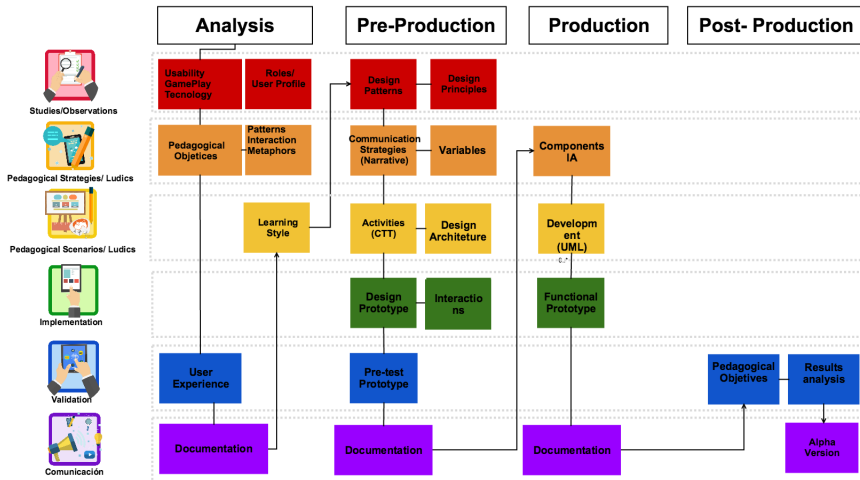 Analysis
Pre-Production
Production
Post- Production
Studies/Observations
Usability
GamePlay
Tecnology
Roles/
User Profile
Design
Patterns
Design
Principles
Pedagogical Strategies/ Ludics
Pedagogical
Objetices
Patterns
Interaction
Metaphors
Communication
Strategies
(Narrative)
Variables
Components
IA
Pedagogical Scenarios/ Ludics
Learning
Style
Activities
(CTT)
Design
Architeture
Developm
ent
(UML)
0..*
Implementation
Design
Prototype
Interactio
ns
Functional
Prototype
Validation
User
Experience
Pre-test
Prototype
Pedagogical
Objetives
Results
analysis
Comunicación
Documentation
Documentation
Documentation
Alpha
Version